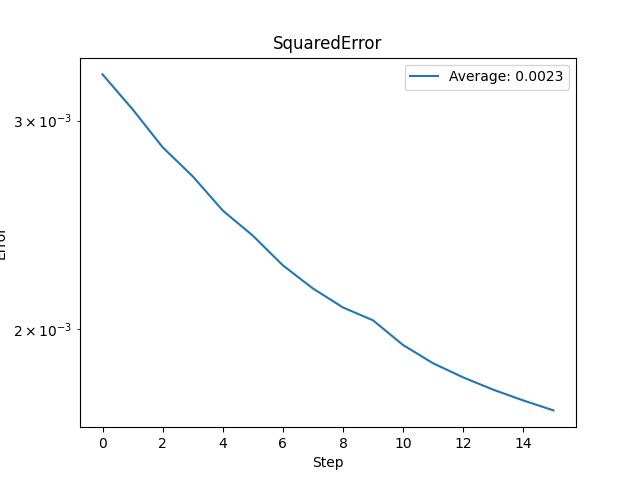 SquaredError
Average: 0.0023
3 × 10⁻³
2 × 10⁻³
Error
0 2 4 6 8 10 12 14
Step